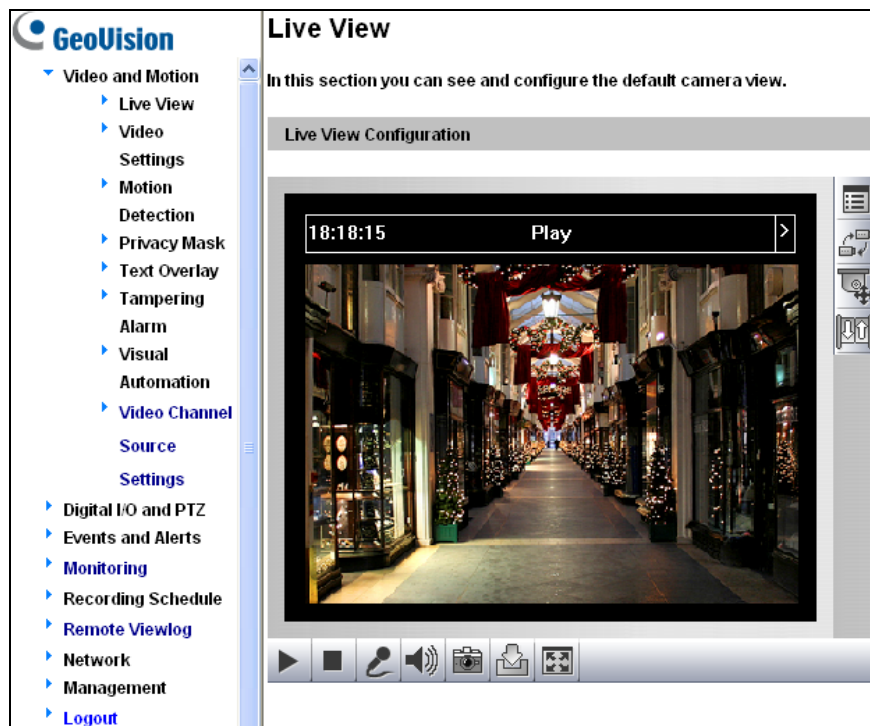 GeoVision
Video and Motion
Live View
Video
Settings
Motion
Detection
Privacy Mask
Text Overlay
Tampering
Alarm
Visual
Automation
Video Channel
Source
Settings
Digital I/O and PTZ
Events and Alerts
Monitoring
Recording Schedule
Remote Viewlog
Network
Management
Logout
Live View
In this section you can see and configure the default camera view.
Live View Configuration
18:18:15 Play >